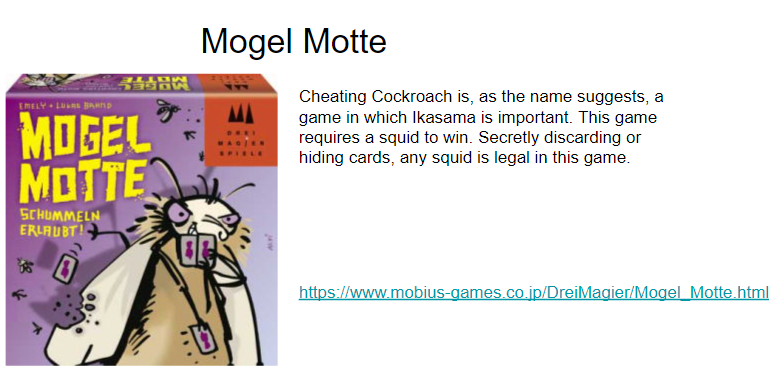 Mogel Motte
EMELY + LUKAS BRAND
MOGEL
MOTTE
SCHUMMELN
ERLAUBT!
DREI
MAGIER
SPIELE
Cheating Cockroach is, as the name suggests, a
game in which Ikasama is important. This game
requires a squid to win. Secretly discarding or
hiding cards, any squid is legal in this game.
https://www.mobius-games.co.jp/DreiMagier/Mogel_Motte.html